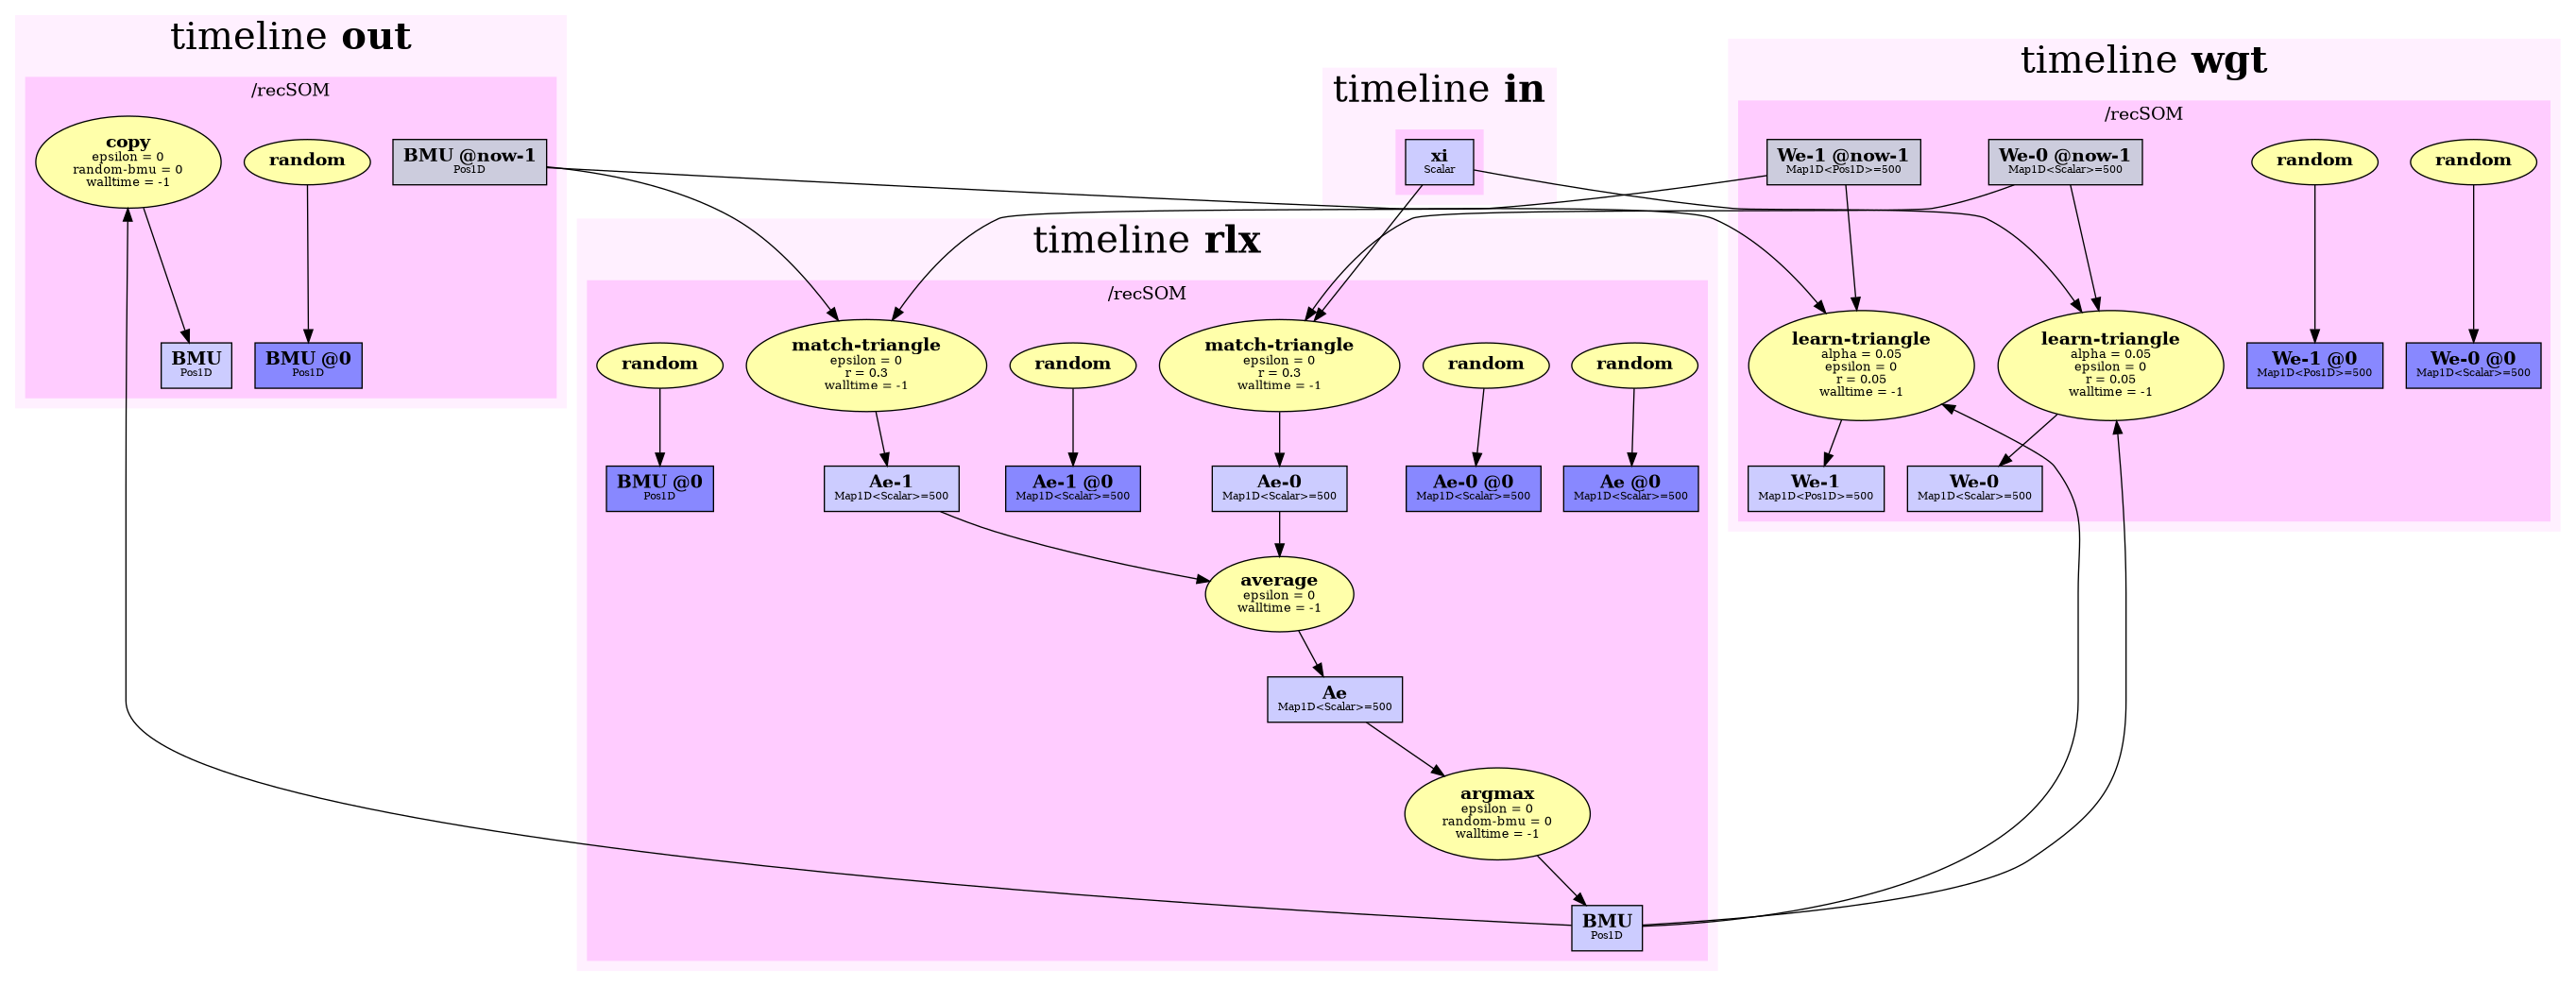 timeline out
/recSOM
copy
epsilon = 0
random-bmu = 0
walltime = -1
random
BMU @now-1
Pos1D
BMU
Pos1D
BMU @0
Pos1D
timeline in
xi
Scalar
timeline wgt
/recSOM
We-1 @now-1
Map1D<Pos1D>=500
We-0 @now-1
Map1D<Scalar>=500
random
random
learn-triangle
alpha = 0.05
epsilon = 0
r = 0.05
walltime = -1
learn-triangle
alpha = 0.05
epsilon = 0
r = 0.05
walltime = -1
We-1 @0
Map1D<Pos1D>=500
We-0 @0
Map1D<Scalar>=500
We-1
Map1D<Pos1D>=500
We-0
Map1D<Scalar>=500
timeline rlx
/recSOM
random
match-triangle
epsilon = 0
r = 0.3
walltime = -1
random
match-triangle
epsilon = 0
r = 0.3
walltime = -1
random
random
BMU @0
Pos1D
Ae-1
Map1D<Scalar>=500
Ae-1 @0
Map1D<Scalar>=500
Ae-0
Map1D<Scalar>=500
Ae-0 @0
Map1D<Scalar>=500
Ae @0
Map1D<Scalar>=500
average
epsilon = 0
walltime = -1
Ae
Map1D<Scalar>=500
argmax
epsilon = 0
random-bmu = 0
walltime = -1
BMU
Pos1D